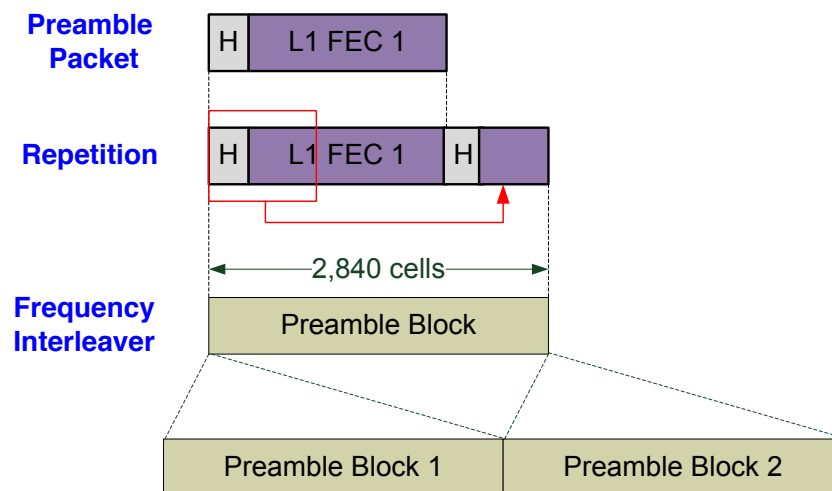 Preamble
Packet
H
L1 FEC 1
Repetition
H
L1 FEC 1
H
2,840 cells
Frequency
Interleaver
Preamble Block
Preamble Block 1
Preamble Block 2